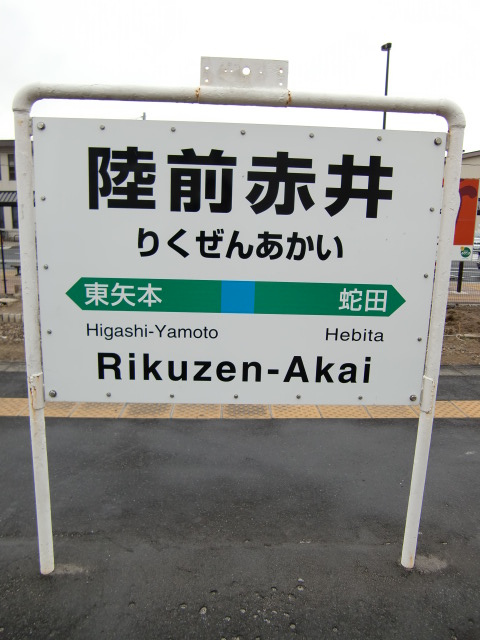 陸前赤井
りくぜんあかい
東矢本 蛇田
Higashi-Yamoto Hebita
Rikuzen-Akai